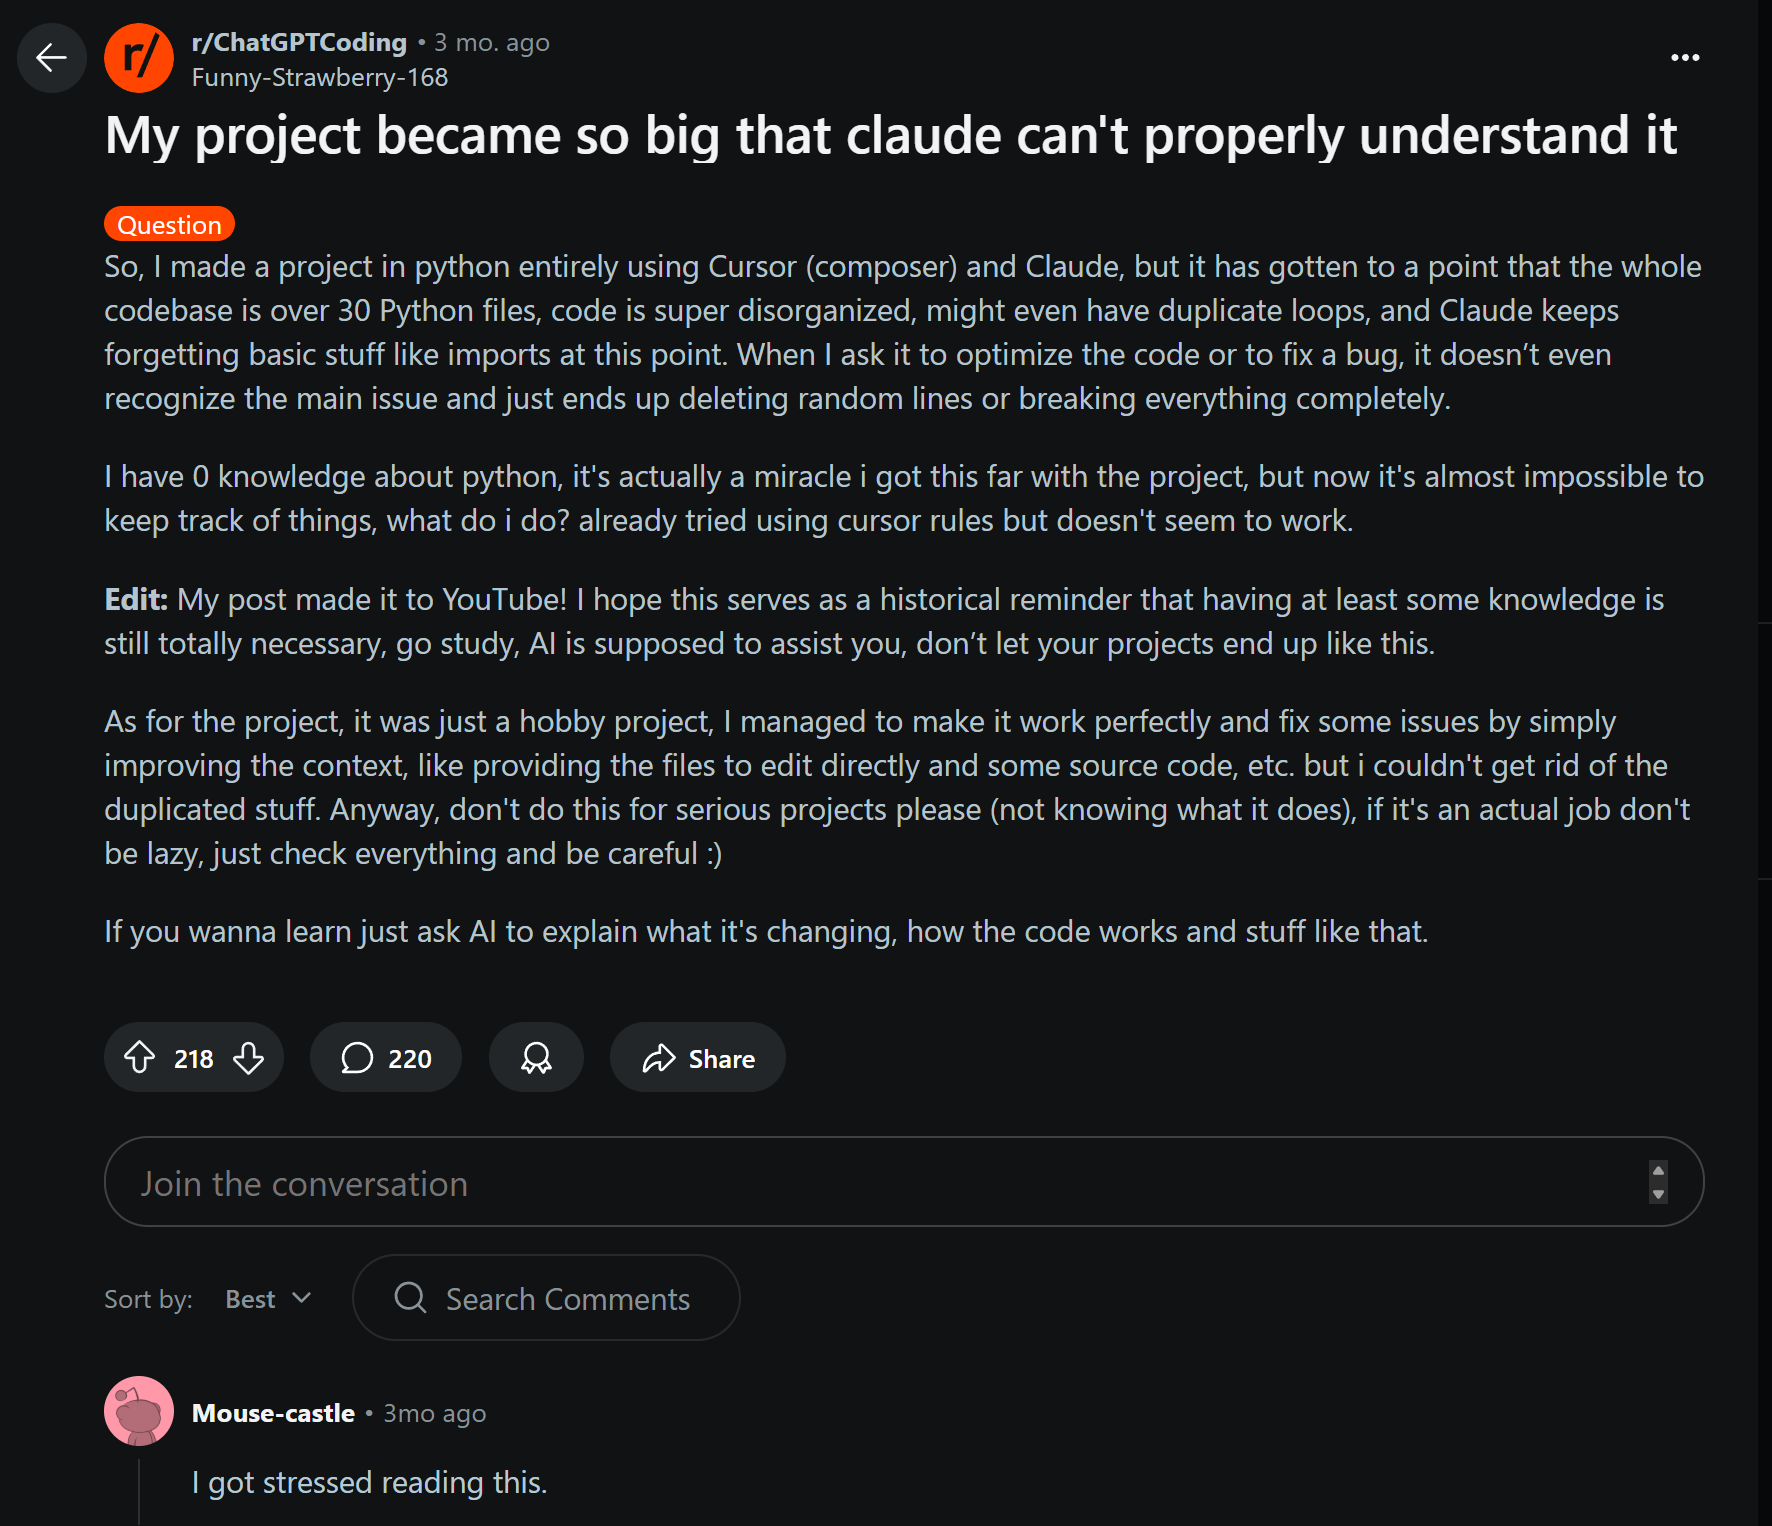 r/ r/ChatGPTCoding • 3 mo. ago
Funny-Strawberry-168
My project became so big that claude can't properly understand it
Question
So, I made a project in python entirely using Cursor (composer) and Claude, but it has gotten to a point that the whole
codebase is over 30 Python files, code is super disorganized, might even have duplicate loops, and Claude keeps
forgetting basic stuff like imports at this point. When I ask it to optimize the code or to fix a bug, it doesn’t even
recognize the main issue and just ends up deleting random lines or breaking everything completely.
I have 0 knowledge about python, it's actually a miracle i got this far with the project, but now it's almost impossible to
keep track of things, what do i do? already tried using cursor rules but doesn't seem to work.
Edit: My post made it to YouTube! I hope this serves as a historical reminder that having at least some knowledge is
still totally necessary, go study, AI is supposed to assist you, don’t let your projects end up like this.
As for the project, it was just a hobby project, I managed to make it work perfectly and fix some issues by simply
improving the context, like providing the files to edit directly and some source code, etc. but i couldn't get rid of the
duplicated stuff. Anyway, don't do this for serious projects please (not knowing what it does), if it's an actual job don't
be lazy, just check everything and be careful :)
If you wanna learn just ask AI to explain what it's changing, how the code works and stuff like that.
218 220 Share
Join the conversation
Sort by: Best Search Comments
Mouse-castle • 3mo ago
I got stressed reading this.